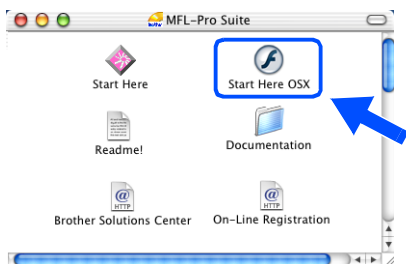 MFL-Pro Suite
Start Here
Start Here OSX
Readme!
Documentation
HTTP
HTTP
Brother Solutions Center
On-Line Registration